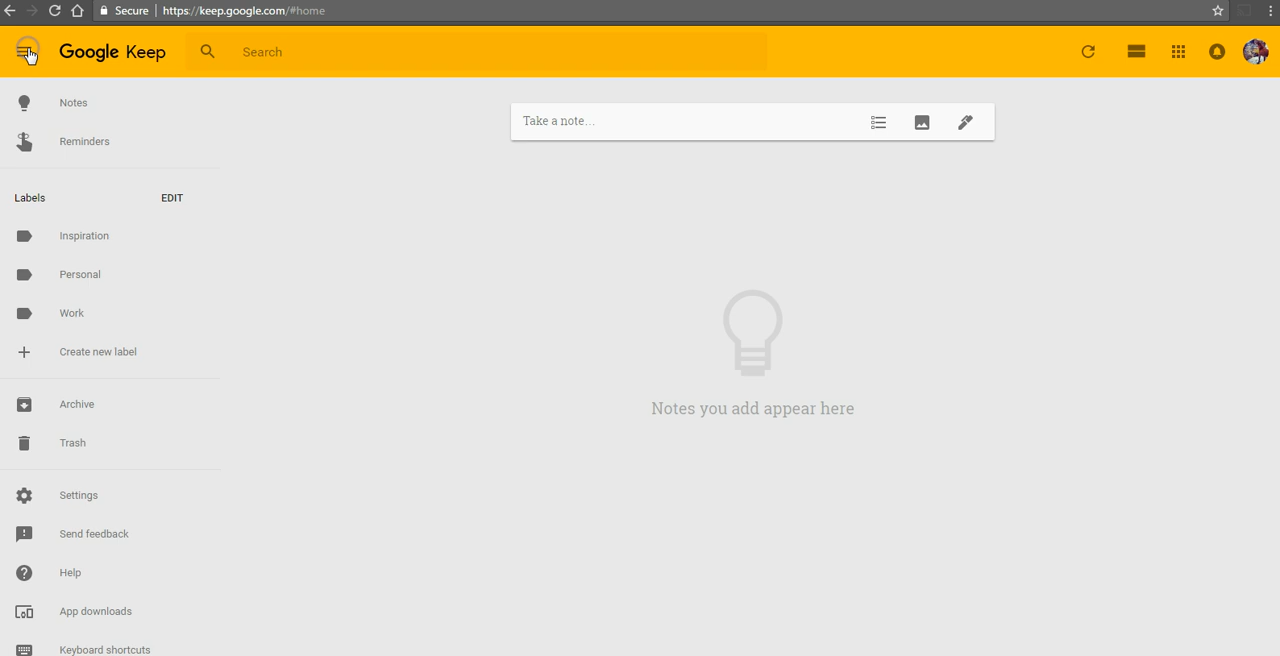 Secure https://keep.google.com/#home
Google Keep Search
Notes
Reminders
Labels EDIT
Inspiration
Personal
Work
Create new label
Archive
Trash
Settings
Send feedback
Help
App downloads
Keyboard shortcuts
Take a note...
Notes you add appear here